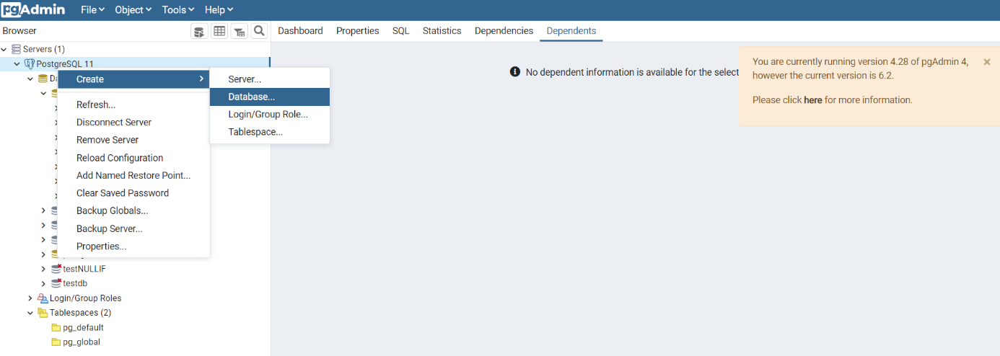 pgAdmin File Object Tools Help
Browser
Dashboard Properties SQL Statistics Dependencies Dependents
Servers (1)
PostgreSQL 11
Create
Refresh...
Disconnect Server
Remove Server
Reload Configuration
Add Named Restore Point...
Clear Saved Password
Backup Globals...
Backup Server...
Properties...
Server...
Database...
Login/Group Role...
Tablespace...
testNULLIF
testdb
Login/Group Roles
Tablespaces (2)
pg_default
pg_global
No dependent information is available for the select
You are currently running version 4.28 of pgAdmin 4,
however the current version is 6.2.
Please click here for more information.